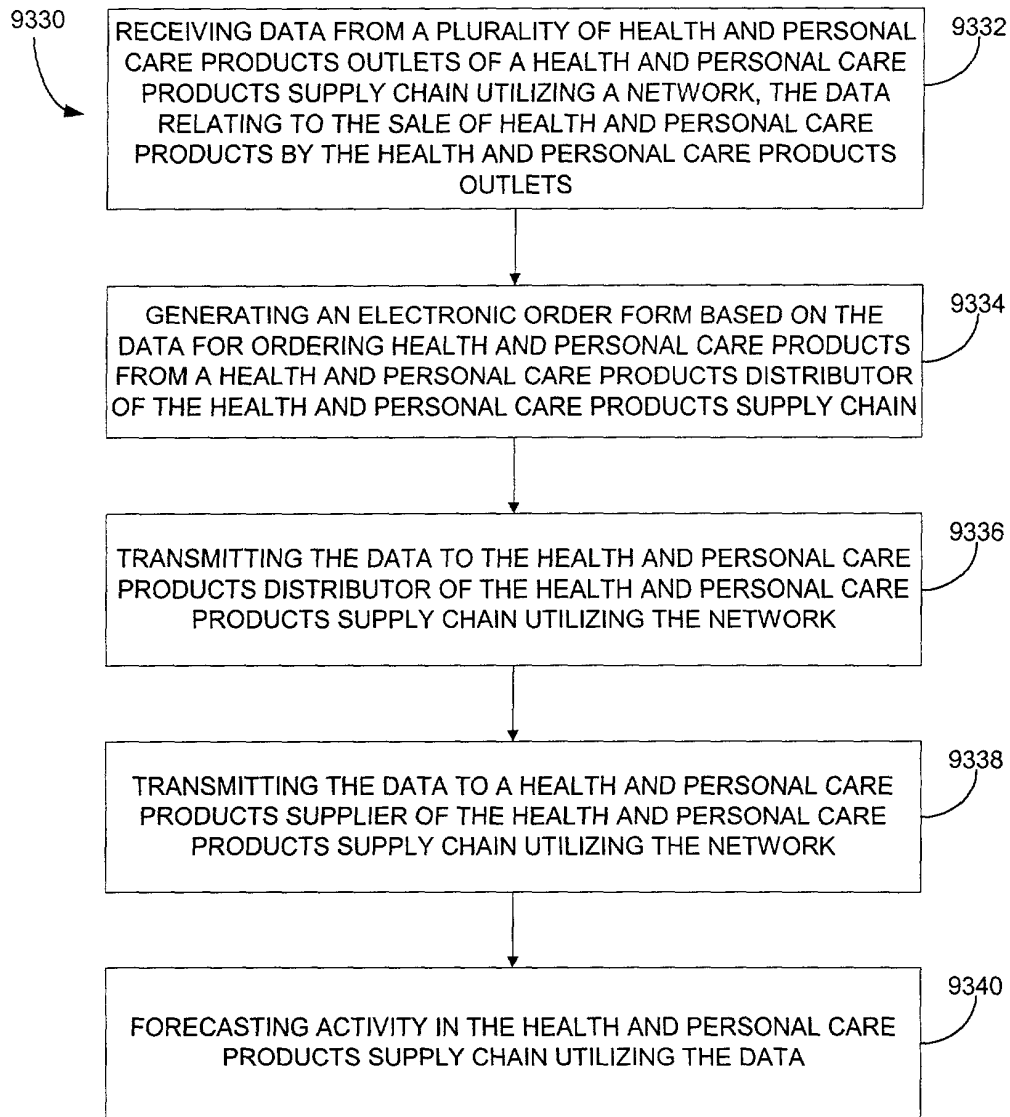 9330
RECEIVING DATA FROM A PLURALITY OF HEALTH AND PERSONAL
CARE PRODUCTS OUTLETS OF A HEALTH AND PERSONAL CARE
PRODUCTS SUPPLY CHAIN UTILIZING A NETWORK, THE DATA
RELATING TO THE SALE OF HEALTH AND PERSONAL CARE
PRODUCTS BY THE HEALTH AND PERSONAL CARE PRODUCTS
OUTLETS
9332
GENERATING AN ELECTRONIC ORDER FORM BASED ON THE
DATA FOR ORDERING HEALTH AND PERSONAL CARE PRODUCTS
FROM A HEALTH AND PERSONAL CARE PRODUCTS DISTRIBUTOR
OF THE HEALTH AND PERSONAL CARE PRODUCTS SUPPLY CHAIN
9334
TRANSMITTING THE DATA TO THE HEALTH AND PERSONAL CARE
PRODUCTS DISTRIBUTOR OF THE HEALTH AND PERSONAL CARE
PRODUCTS SUPPLY CHAIN UTILIZING THE NETWORK
9336
TRANSMITTING THE DATA TO A HEALTH AND PERSONAL CARE
PRODUCTS SUPPLIER OF THE HEALTH AND PERSONAL CARE
PRODUCTS SUPPLY CHAIN UTILIZING THE NETWORK
9338
FORECASTING ACTIVITY IN THE HEALTH AND PERSONAL CARE
PRODUCTS SUPPLY CHAIN UTILIZING THE DATA
9340